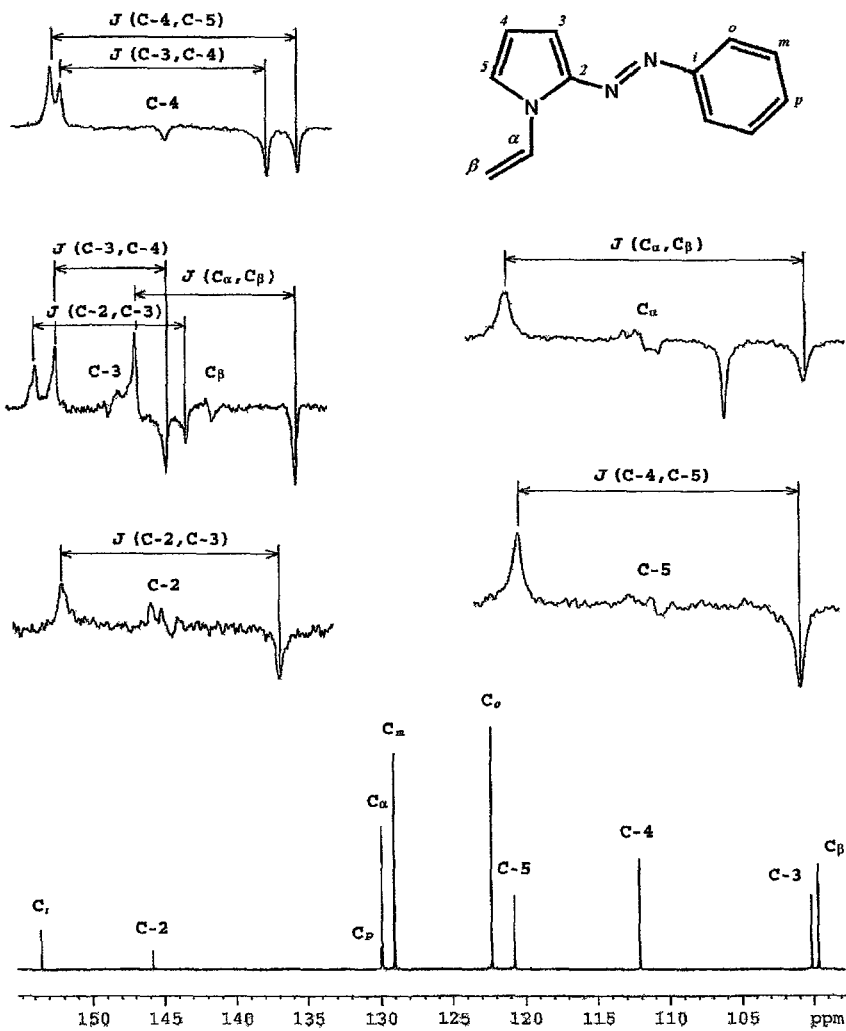 J (C-4,C-5)
J (C-3,C-4)
C-4
4
3
5
2
N
α
β
N
N
i
o
m
p
J (C-3,C-4)
J (Cα,Cβ)
J (C-2,C-3)
C-3
Cβ
J (Cα,Cβ)
Cα
J (C-2,C-3)
C-2
J (C-4,C-5)
C-5
Ci
C-2
Cp
Cα
Cm
Co
C-5
C-4
C-3
Cβ
150 145 140 135 130 125 120 115 110 105 ppm